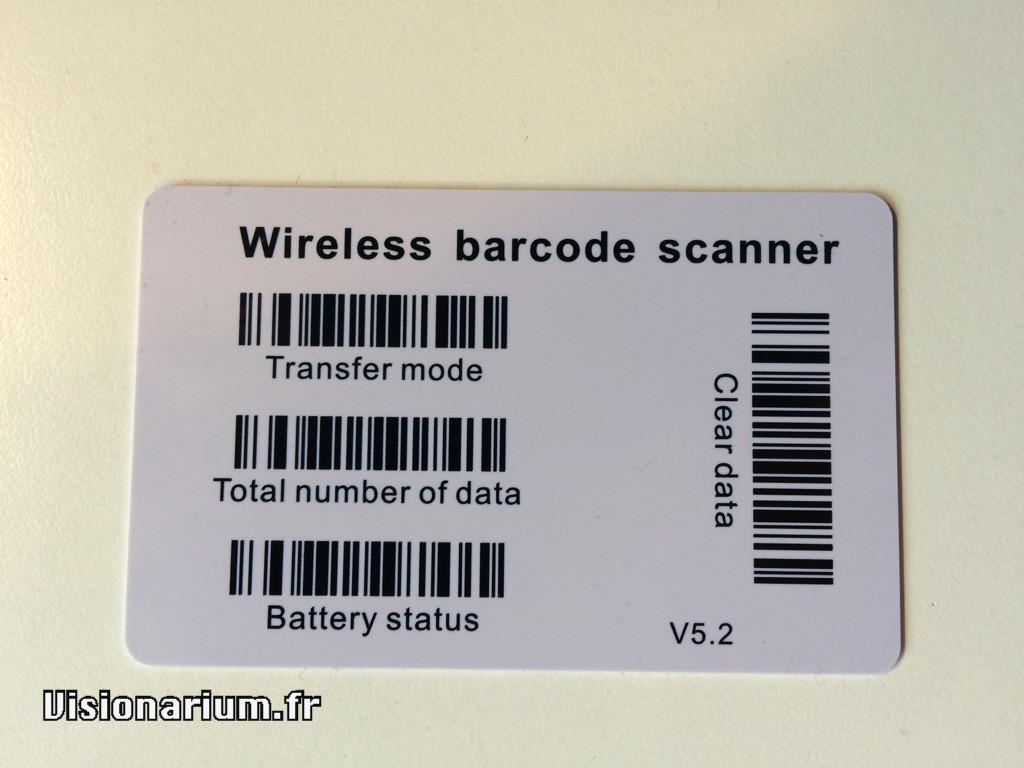 Wireless barcode scanner
Transfer mode
Total number of data
Battery status
Clear data
V5.2
Visionarium.fr